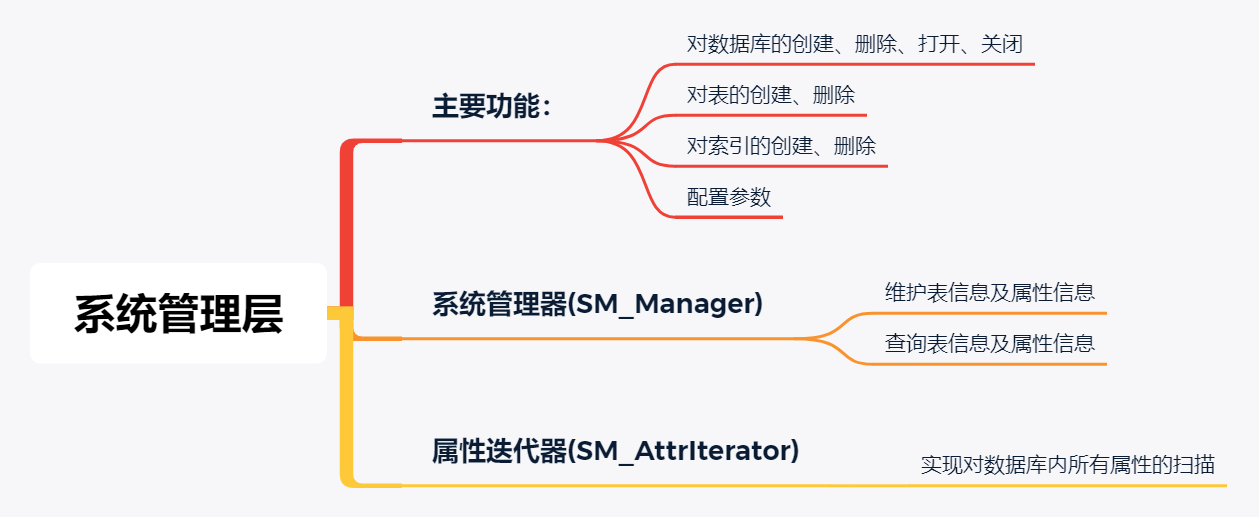 系统管理层
主要功能：
对数据库的创建、删除、打开、关闭
对表的创建、删除
对索引的创建、删除
配置参数
系统管理器(SM_Manager)
维护表信息及属性信息
查询表信息及属性信息
属性迭代器(SM_AttrIterator)
实现对数据库内所有属性的扫描